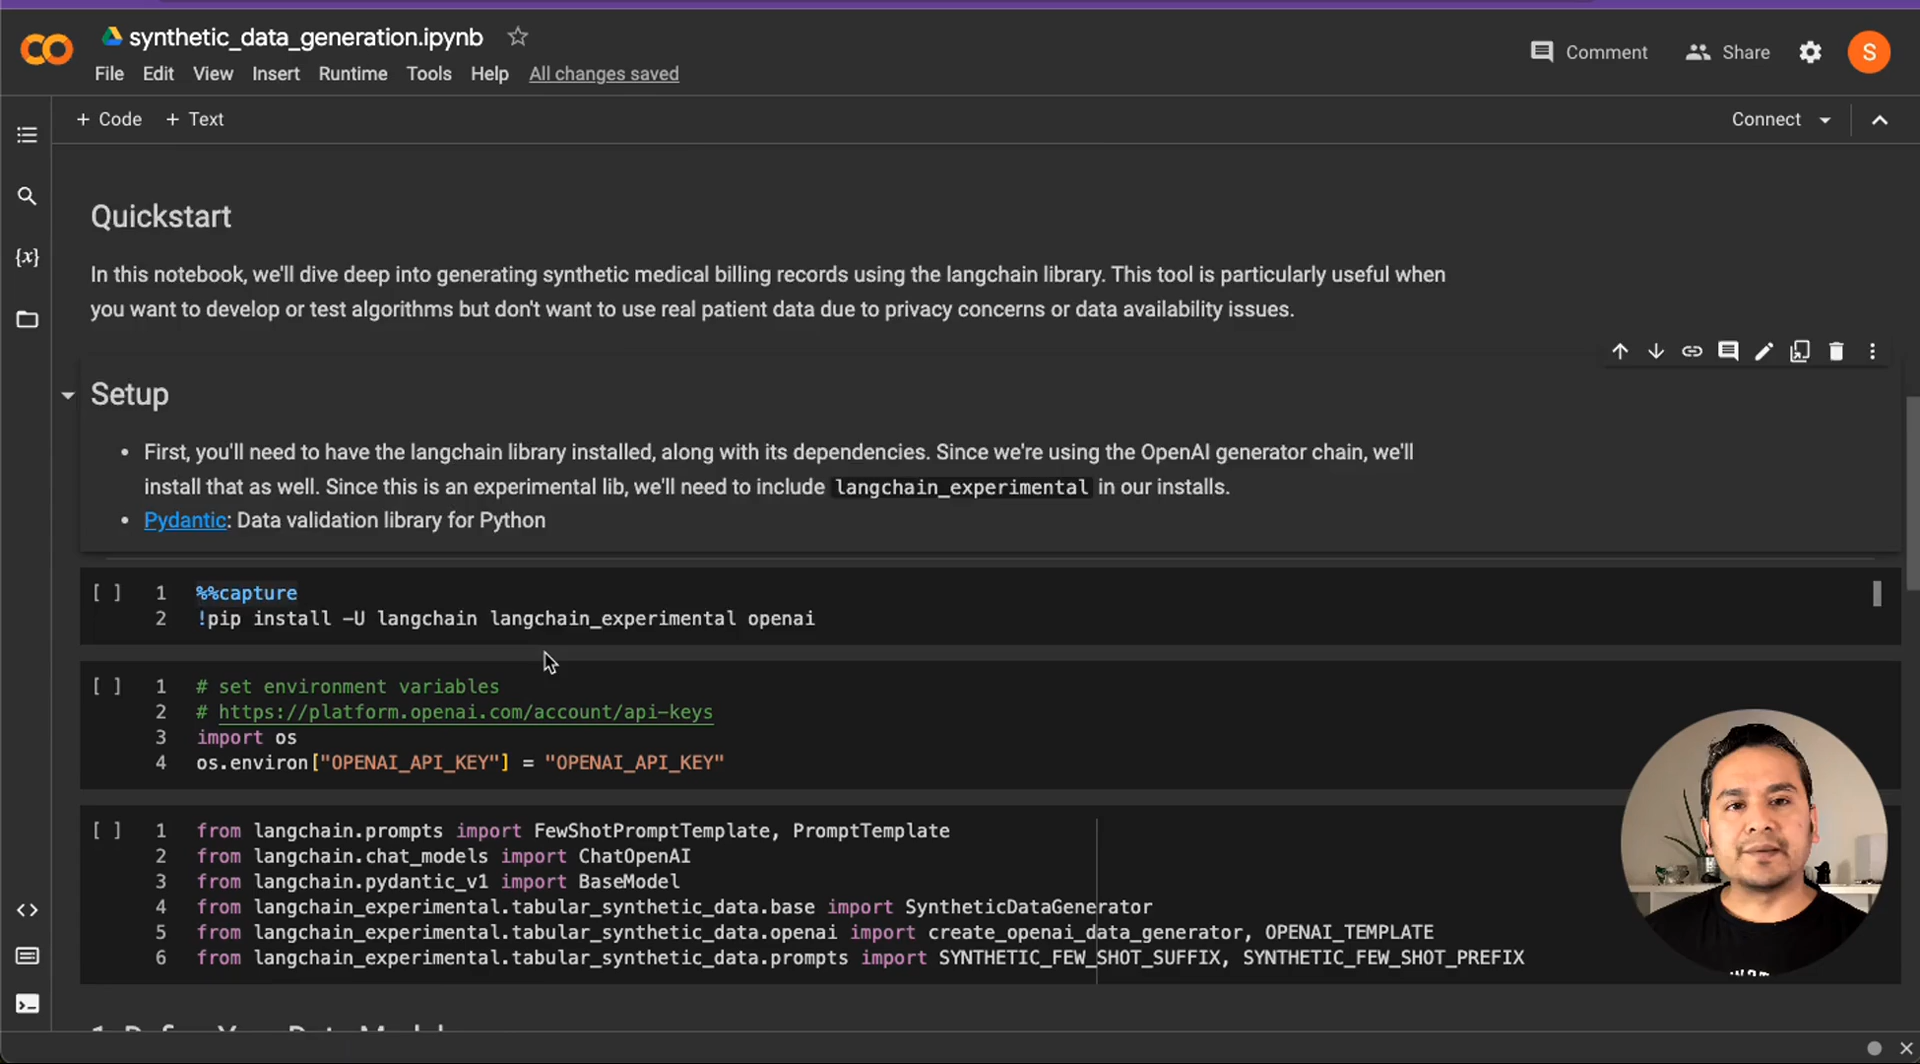 synthetic_data_generation.ipynb
File Edit View Insert Runtime Tools Help All changes saved
Comment Share S
+ Code + Text
Connect
{x}
Quickstart
In this notebook, we'll dive deep into generating synthetic medical billing records using the langchain library. This tool is particularly useful when
you want to develop or test algorithms but don't want to use real patient data due to privacy concerns or data availability issues.
Setup
• First, you'll need to have the langchain library installed, along with its dependencies. Since we're using the OpenAI generator chain, we'll
install that as well. Since this is an experimental lib, we'll need to include langchain_experimental in our installs.
• Pydantic: Data validation library for Python
[ ] 1 %%capture
2 !pip install -U langchain langchain_experimental openai
[ ] 1 # set environment variables
2 # https://platform.openai.com/account/api-keys
3 import os
4 os.environ["OPENAI_API_KEY"] = "OPENAI_API_KEY"
[ ] 1 from langchain.prompts import FewShotPromptTemplate, PromptTemplate
2 from langchain.chat_models import ChatOpenAI
3 from langchain.pydantic_v1 import BaseModel
4 from langchain_experimental.tabular_synthetic_data.base import SyntheticDataGenerator
5 from langchain_experimental.tabular_synthetic_data.openai import create_openai_data_generator, OPENAI_TEMPLATE
6 from langchain_experimental.tabular_synthetic_data.prompts import SYNTHETIC_FEW_SHOT_SUFFIX, SYNTHETIC_FEW_SHOT_PREFIX
1. Define Your Data Model